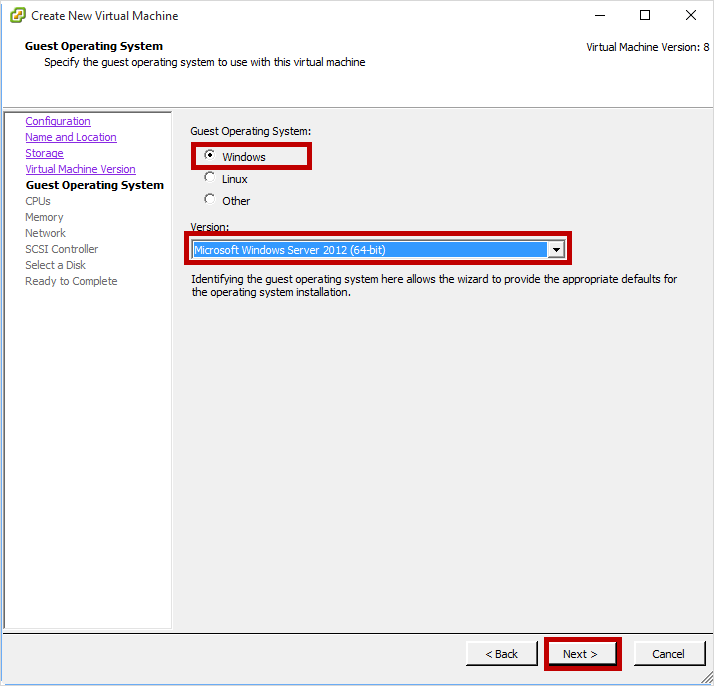 Create New Virtual Machine
Guest Operating System
Virtual Machine Version: 8
Specify the guest operating system to use with this virtual machine
Configuration
Name and Location
Storage
Virtual Machine Version
Guest Operating System
CPUs
Memory
Network
SCSI Controller
Select a Disk
Ready to Complete
Guest Operating System:
Windows
Linux
Other
Version:
Microsoft Windows Server 2012 (64-bit)
Identifying the guest operating system here allows the wizard to provide the appropriate defaults for
the operating system installation.
< Back
Next >
Cancel